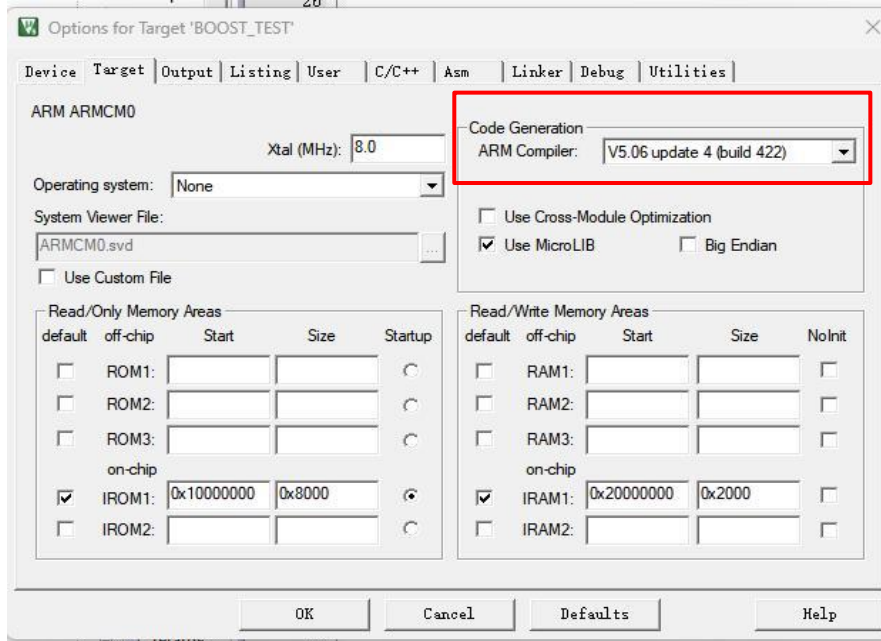 26
Options for Target 'BOOST_TEST'
Device Target Output Listing User C/C++ Asm Linker Debug Utilities
ARM ARMCM0
Xtal (MHz): 8.0
Operating system: None
System Viewer File:
ARMCM0.svd ...
Use Custom File
Code Generation
ARM Compiler: V5.06 update 4 (build 422)
Use Cross-Module Optimization
Use MicroLIB Big Endian
Read/Only Memory Areas
default off-chip Start Size Startup
ROM1:
ROM2:
ROM3:
on-chip
IROM1: 0x10000000 0x8000
IROM2:
Read/Write Memory Areas
default off-chip Start Size NoInit
RAM1:
RAM2:
RAM3:
on-chip
IRAM1: 0x20000000 0x2000
IRAM2:
OK Cancel Defaults Help